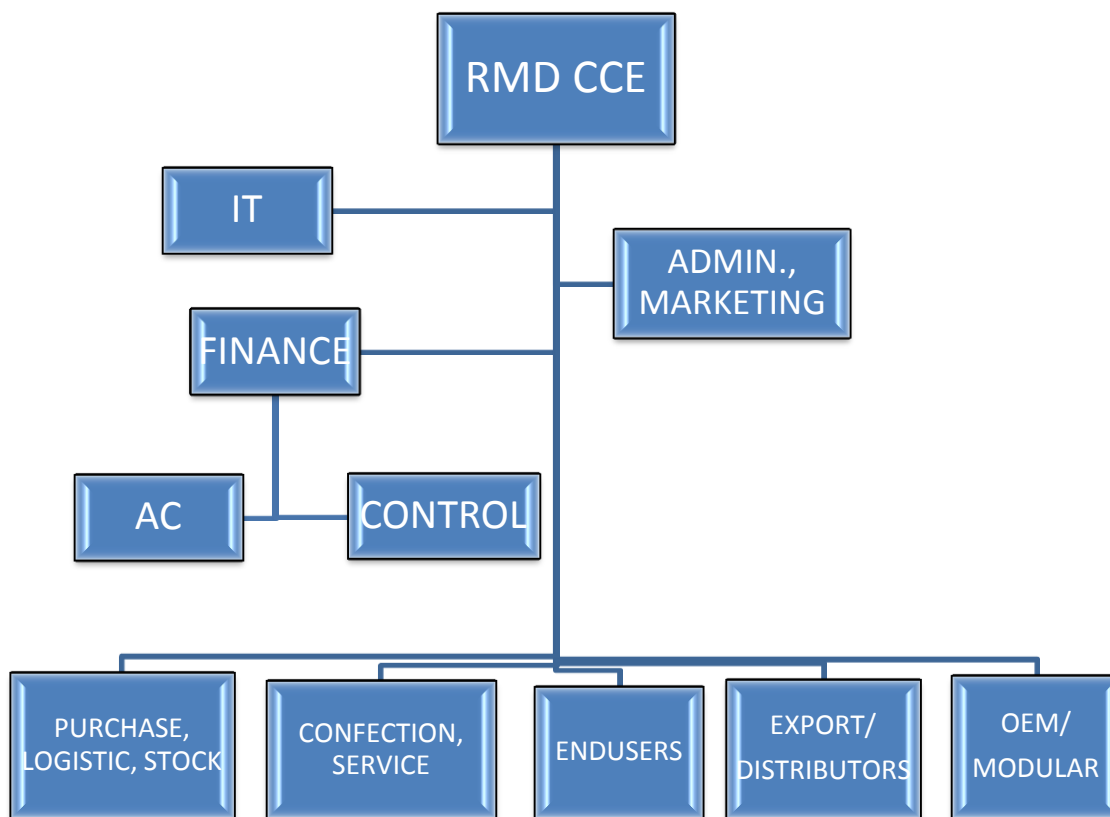 RMD CCE
IT
ADMIN.,
MARKETING
FINANCE
AC
CONTROL
PURCHASE,
LOGISTIC, STOCK
CONFECTION,
SERVICE
ENDUSERS
EXPORT/
DISTRIBUTORS
OEM/
MODULAR